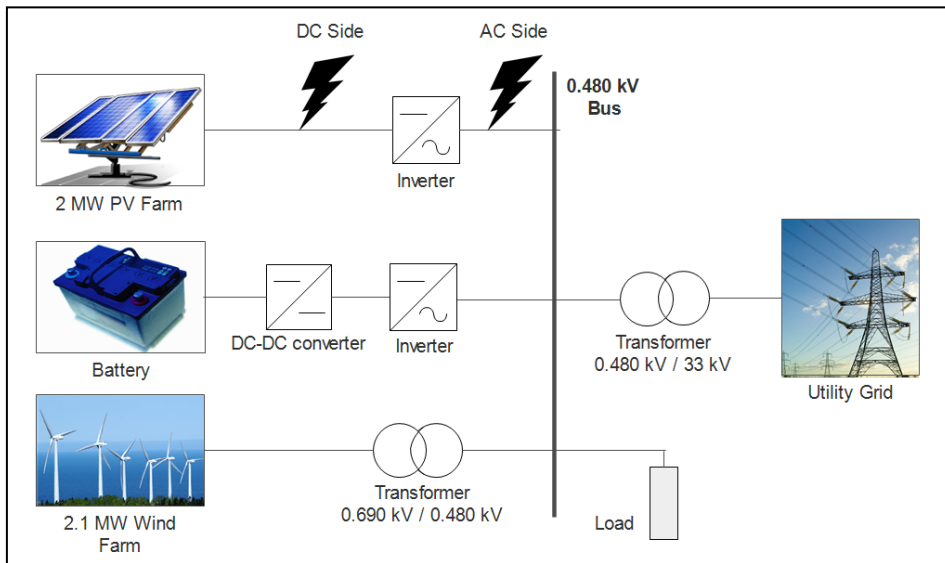 DC Side
AC Side
0.480 kV
Bus
Inverter
2 MW PV Farm
DC-DC converter
Inverter
Battery
Transformer
0.480 kV / 33 kV
Utility Grid
Transformer
0.690 kV / 0.480 kV
Load
2.1 MW Wind
Farm